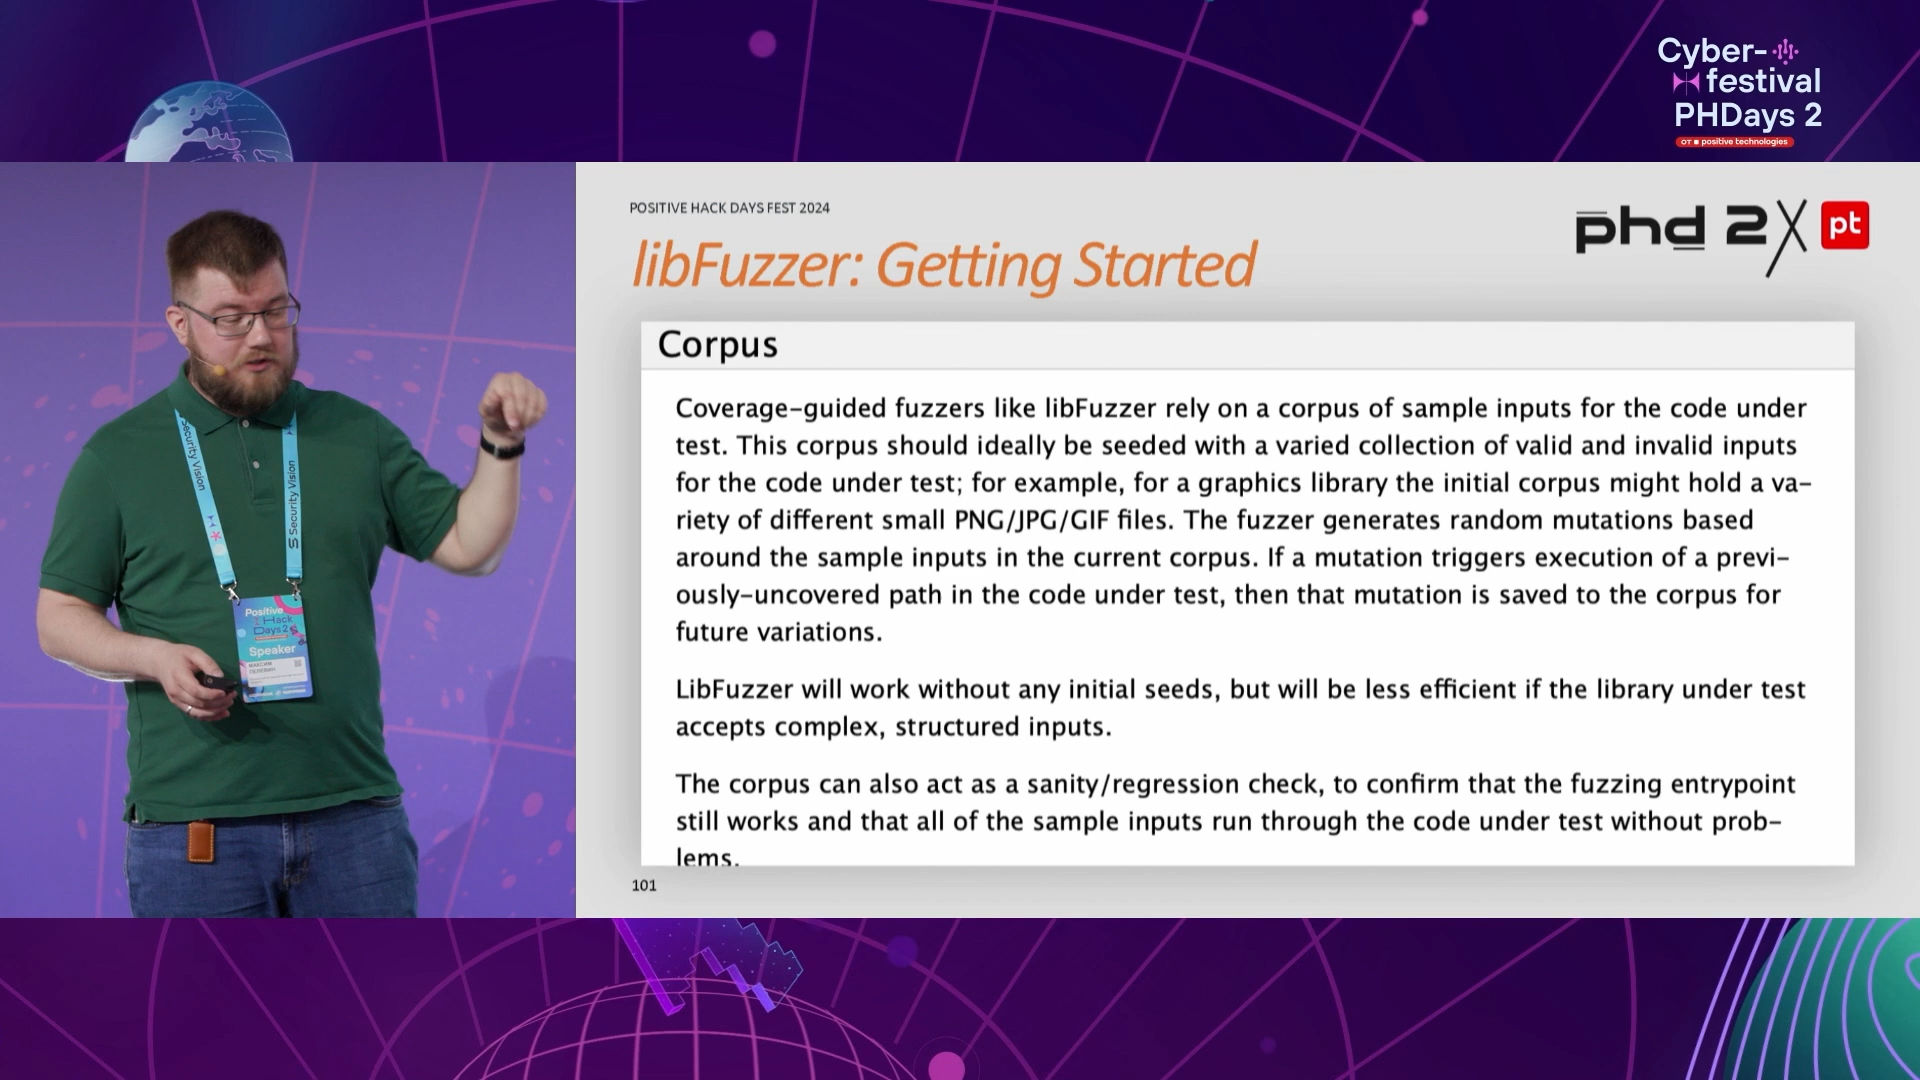 Cyber-
festival
PHDays 2
positive technologies
POSITIVE HACK DAYS FEST 2024
phd 2
pt
libFuzzer: Getting Started
Corpus
Coverage-guided fuzzers like libFuzzer rely on a corpus of sample inputs for the code under
test. This corpus should ideally be seeded with a varied collection of valid and invalid inputs
for the code under test; for example, for a graphics library the initial corpus might hold a va-
riety of different small PNG/JPG/GIF files. The fuzzer generates random mutations based
around the sample inputs in the current corpus. If a mutation triggers execution of a previ-
ously-uncovered path in the code under test, then that mutation is saved to the corpus for
future variations.
LibFuzzer will work without any initial seeds, but will be less efficient if the library under test
accepts complex, structured inputs.
The corpus can also act as a sanity/regression check, to confirm that the fuzzing entrypoint
still works and that all of the sample inputs run through the code under test without prob-
lems.
101
Security Vision
Security Vision
Positive
Hack
Days 2
Speaker
МАКСИМ
ПЕЛЕВИН